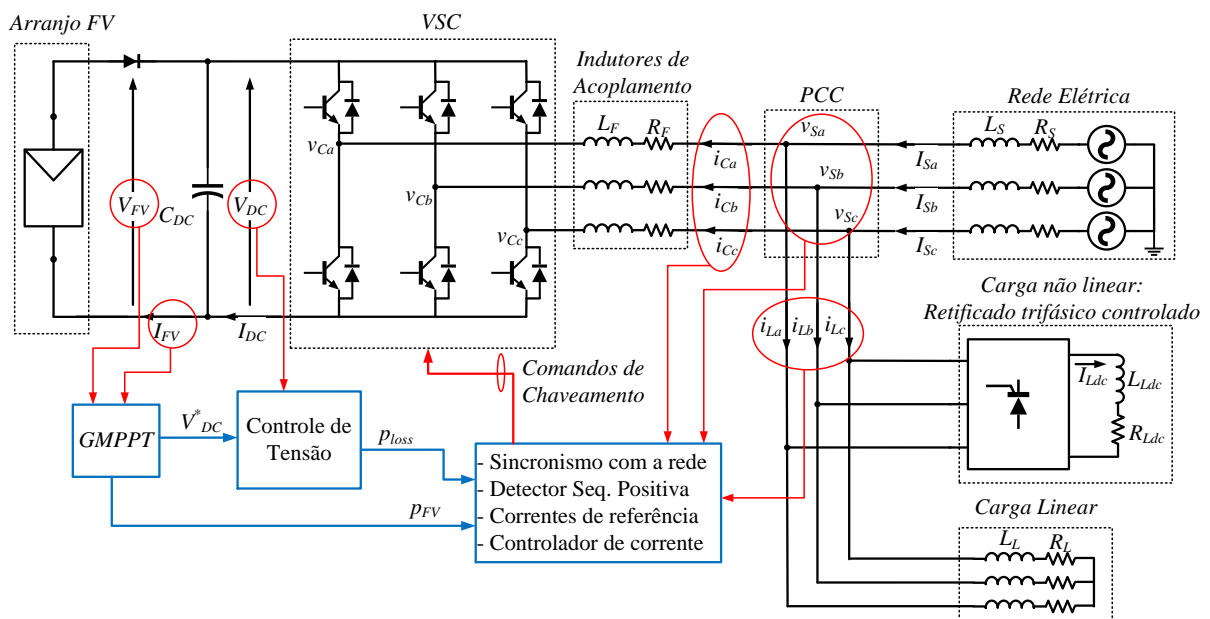 Arranjo FV
VSC
Indutores de
Acoplamento
PCC
Rede Elétrica
L_F
R_F
v_Sa
L_S
R_S
v_Ca
i_Ca
I_Sa
v_Sb
V_FV
C_DC
V_DC
v_Cb
i_Cb
I_Sb
v_Sc
v_Cc
i_Cc
I_Sc
Carga não linear:
Retificado trifásico controlado
I_FV
I_DC
i_La
i_Lb
i_Lc
I_Ldc
L_Ldc
R_Ldc
Comandos de
Chaveamento
GMPPT
V*_DC
Controle de
Tensão
p_loss
p_FV
- Sincronismo com a rede
- Detector Seq. Positiva
- Correntes de referência
- Controlador de corrente
Carga Linear
L_L
R_L